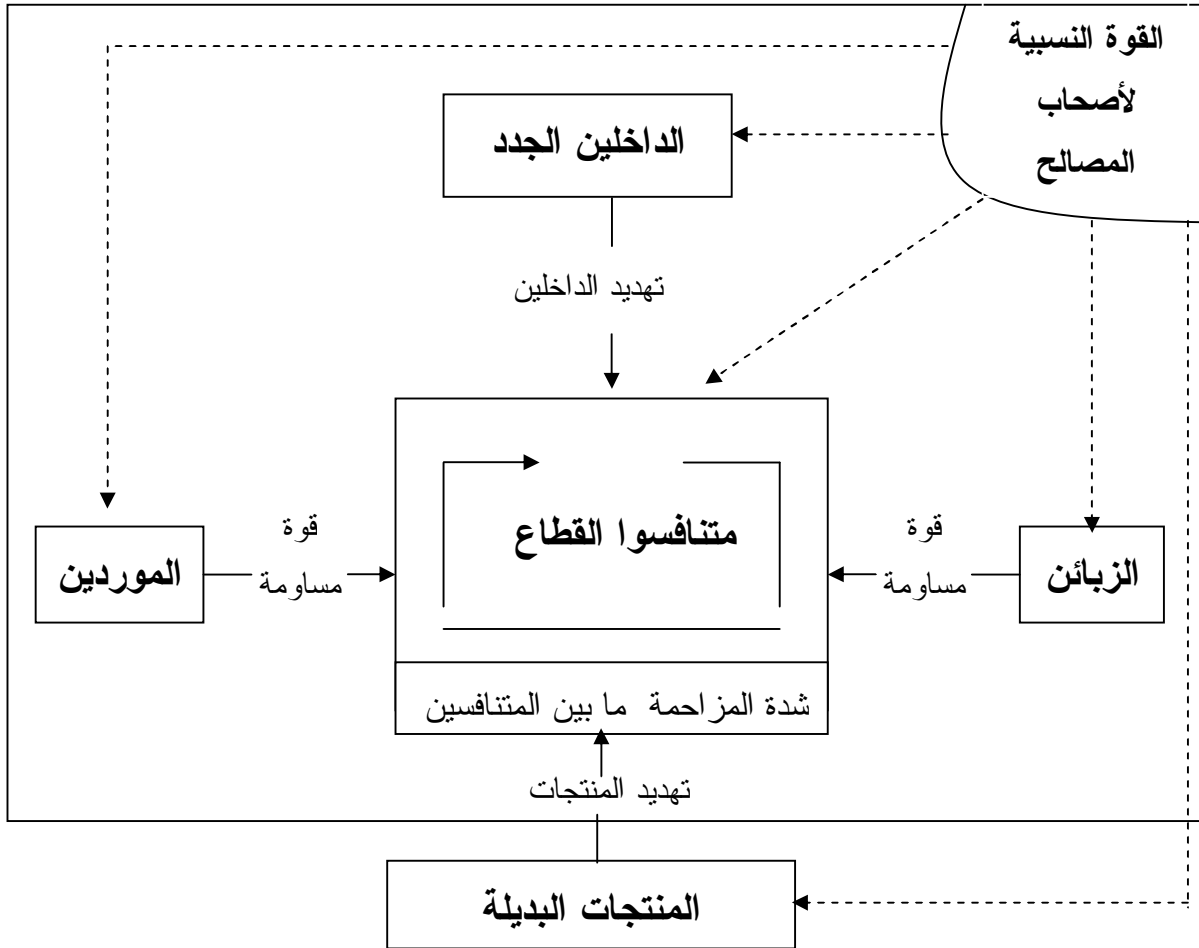 القوة النسبية
لأصحاب
المصالح
الداخلين الجدد
تهديد الداخلين
متنافسوا القطاع
قوة
مساومة
الزبائن
قوة
مساومة
الموردين
شدة المزاحمة ما بين المتنافسين
تهديد المنتجات
المنتجات البديلة